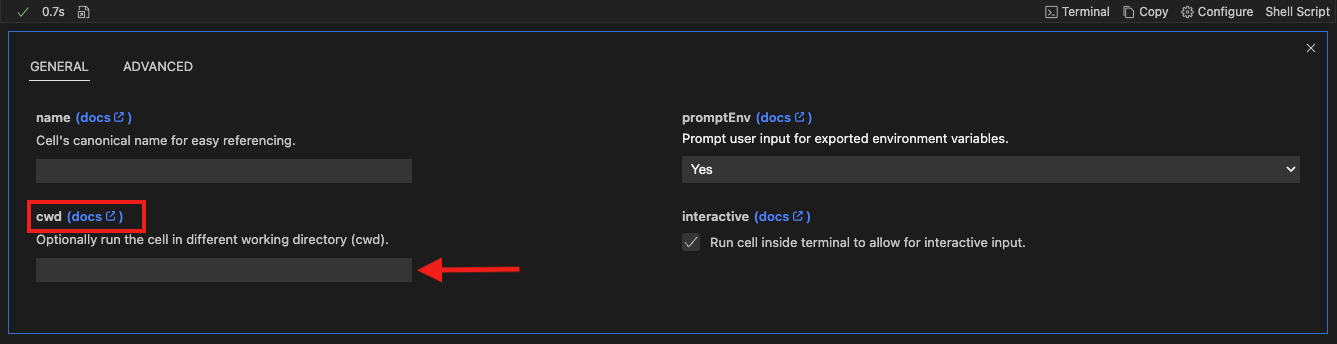 0.7s Terminal Copy Configure Shell Script
GENERAL ADVANCED
name (docs)
Cell's canonical name for easy referencing.
promptEnv (docs)
Prompt user input for exported environment variables.
Yes
cwd (docs)
Optionally run the cell in different working directory (cwd).
interactive (docs)
Run cell inside terminal to allow for interactive input.